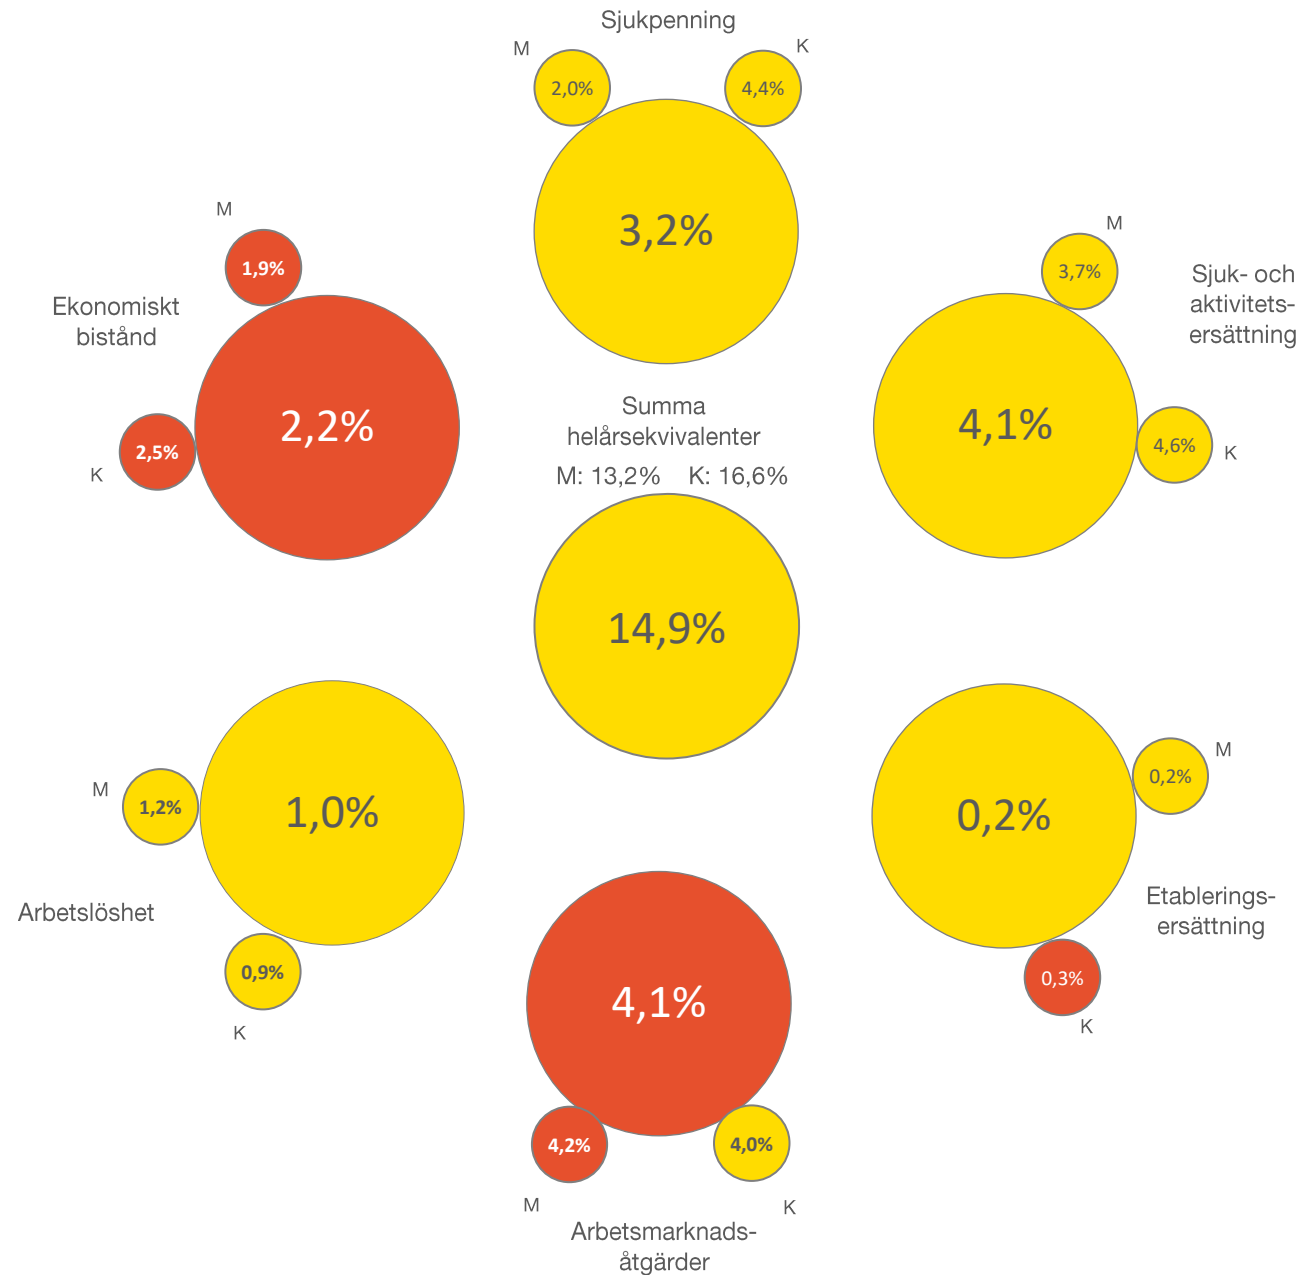 Sjukpenning
M
K
2,0%
4,4%
3,2%
M
1,9%
Ekonomiskt
bistånd
2,2%
2,5%
K
M
3,7%
Sjuk- och
aktivitets-
ersättning
4,1%
4,6%
K
Summa
helårsekvivalenter
M: 13,2% K: 16,6%
14,9%
M
1,2%
1,0%
Arbetslöshet
0,9%
K
M
0,2%
0,2%
Etablerings-
ersättning
0,3%
K
4,1%
4,2%
4,0%
M
K
Arbetsmarknads-
åtgärder